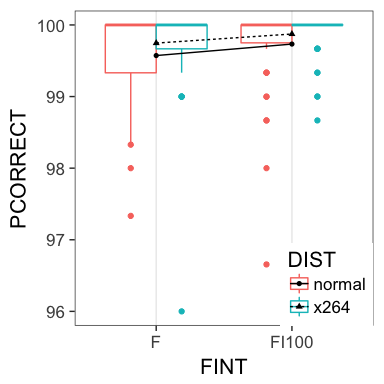 100
99
98
97
96
PCORRECT
F
FI100
FINT
DIST
normal
x264